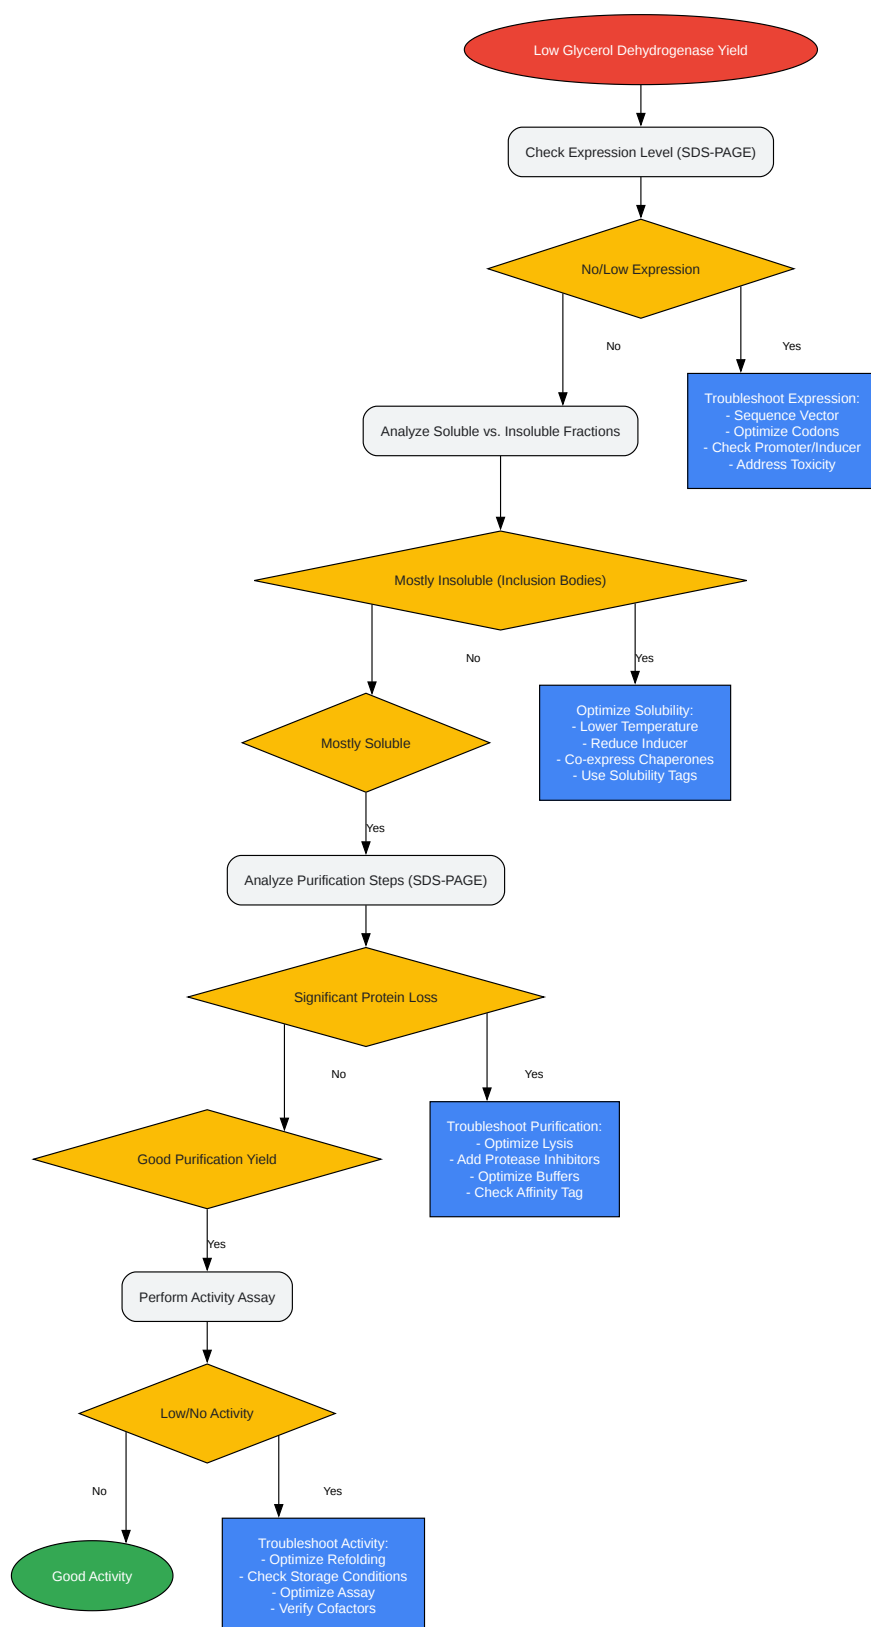 Low Glycerol Dehydrogenase Yield
Check Expression Level (SDS-PAGE)
No/Low Expression
No
Yes
Troubleshoot Expression:
- Sequence Vector
- Optimize Codons
- Check Promoter/Inducer
- Address Toxicity
Analyze Soluble vs. Insoluble Fractions
Mostly Insoluble (Inclusion Bodies)
No
Yes
Optimize Solubility:
- Lower Temperature
- Reduce Inducer
- Co-express Chaperones
- Use Solubility Tags
Mostly Soluble
Yes
Analyze Purification Steps (SDS-PAGE)
Significant Protein Loss
No
Yes
Troubleshoot Purification:
- Optimize Lysis
- Add Protease Inhibitors
- Optimize Buffers
- Check Affinity Tag
Good Purification Yield
Yes
Perform Activity Assay
Low/No Activity
No
Yes
Troubleshoot Activity:
- Optimize Refolding
- Check Storage Conditions
- Optimize Assay
- Verify Cofactors
Good Activity